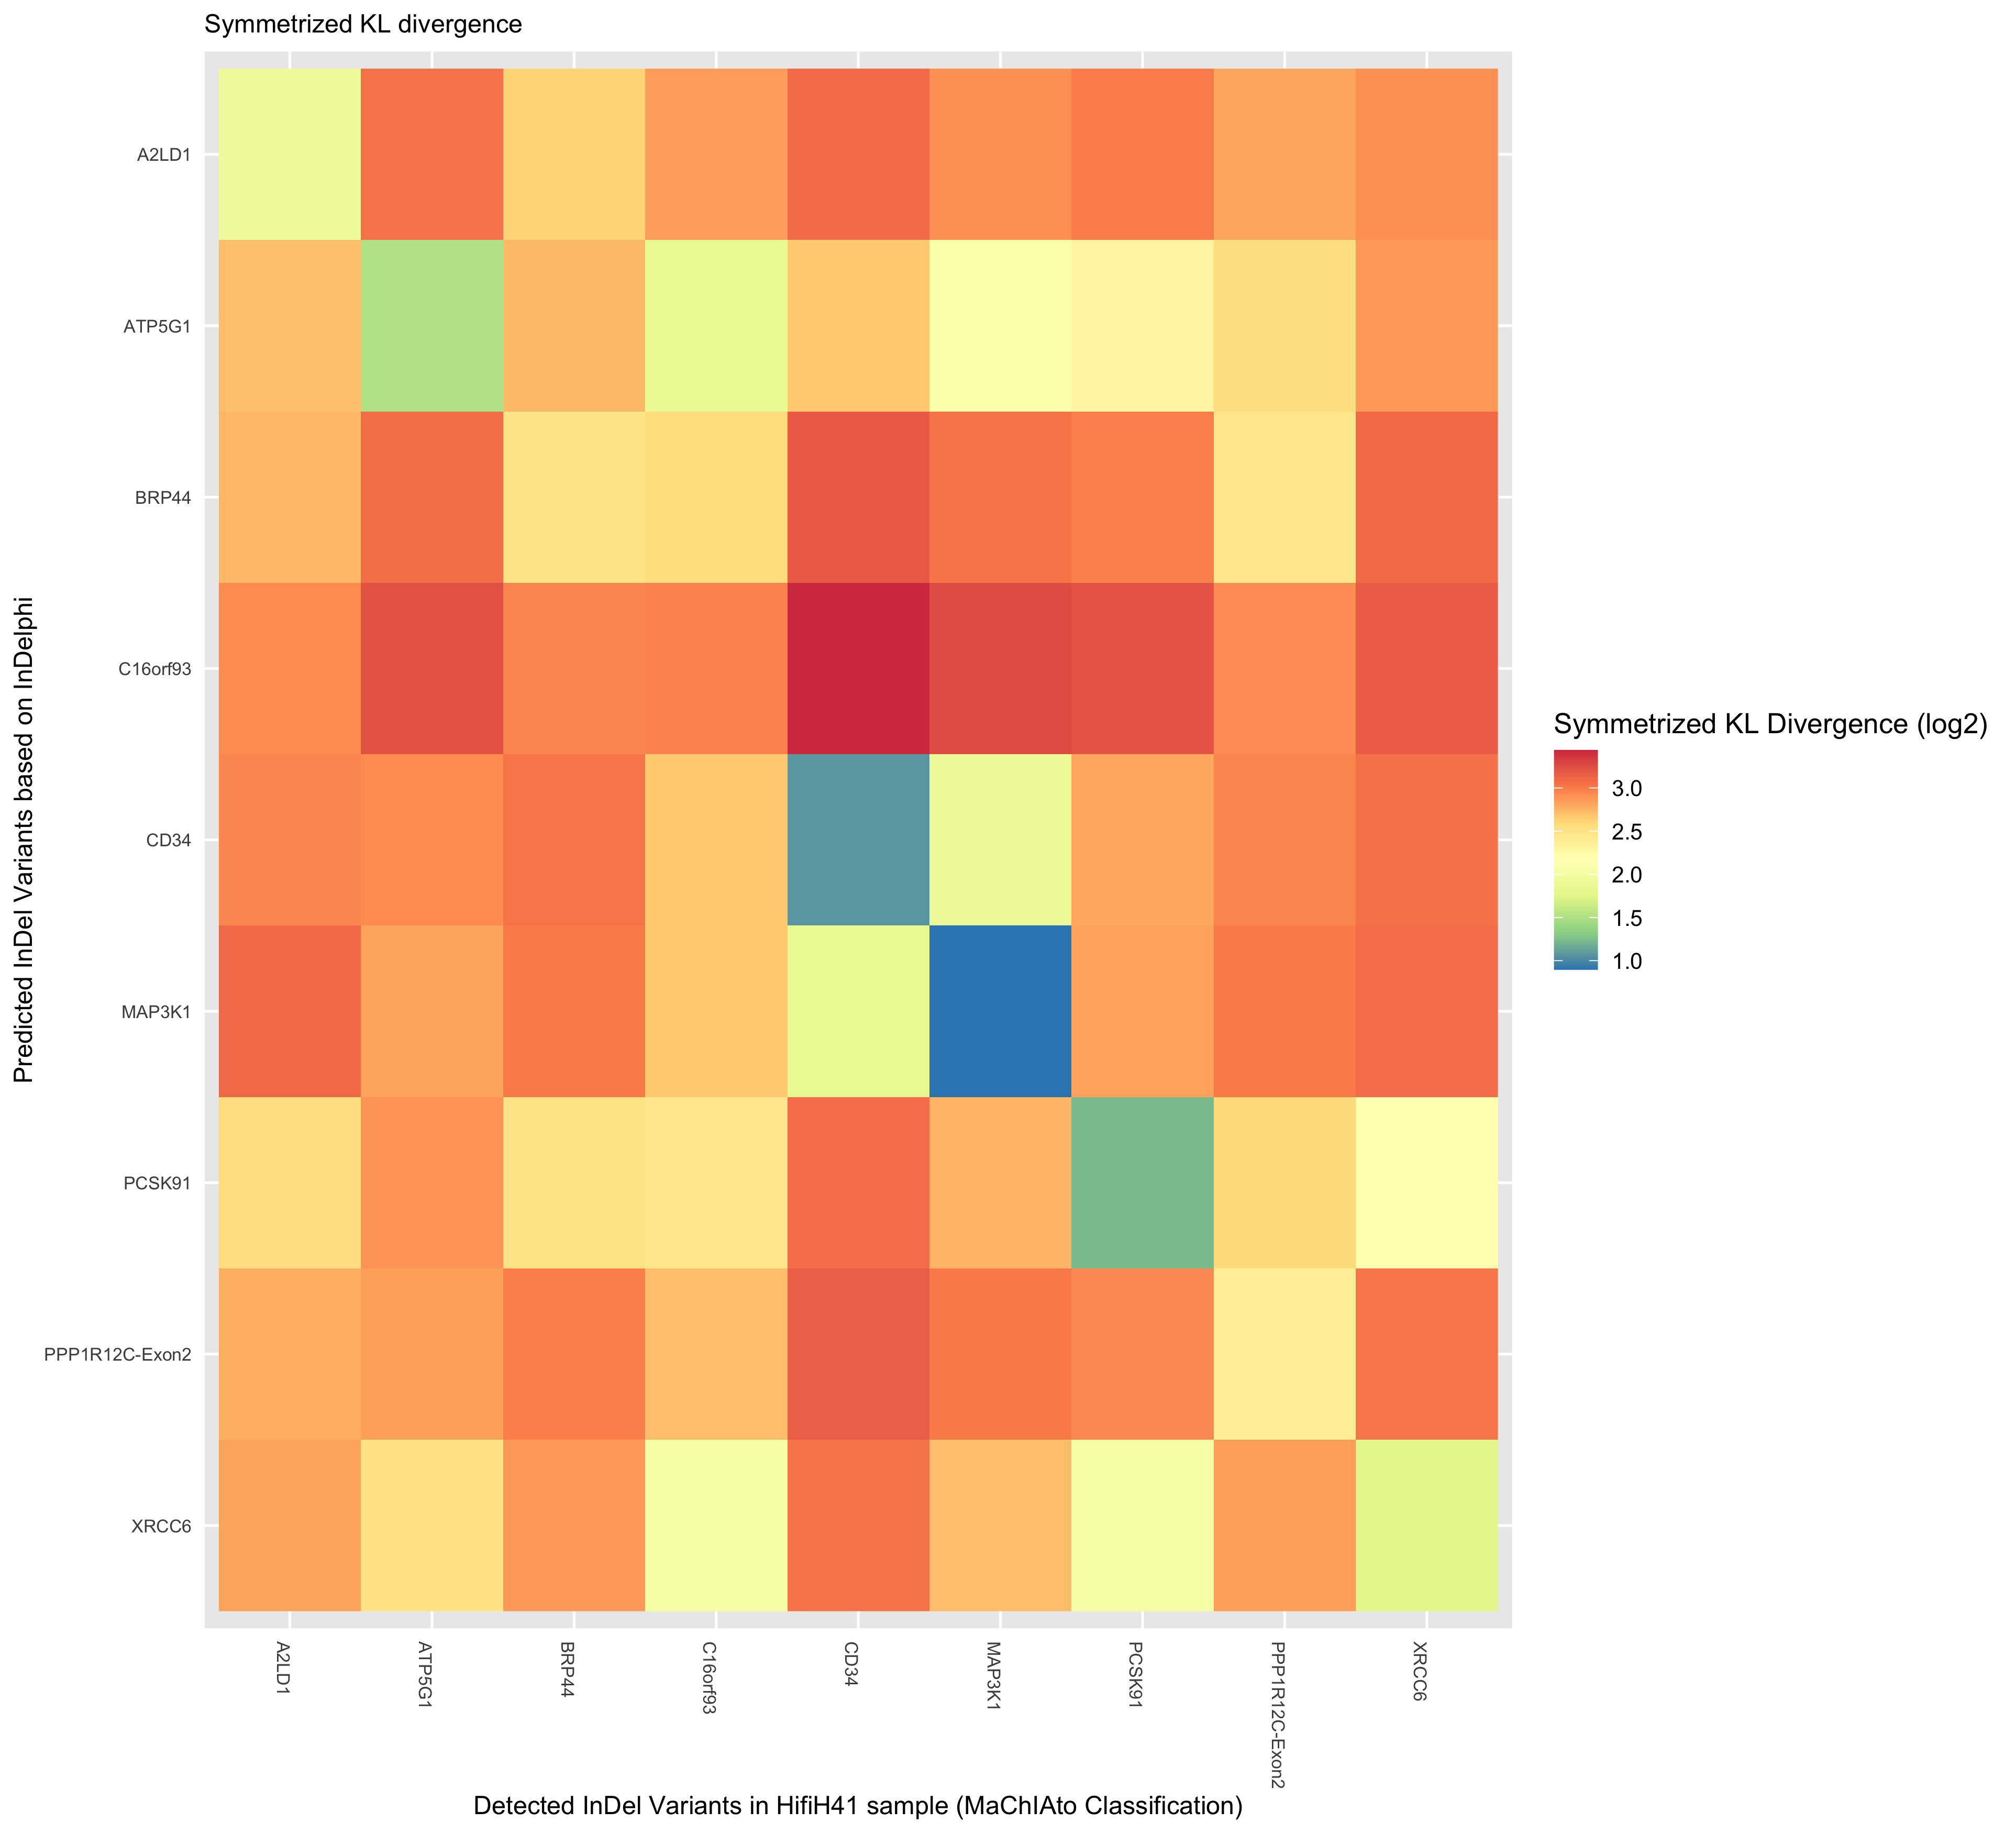 Symmetrized KL divergence
Predicted InDel Variants based on InDelphi
A2LD1
ATP5G1
BRP44
C16orf93
CD34
MAP3K1
PCSK91
PPP1R12C-Exon2
XRCC6
A2LD1
ATP5G1
BRP44
C16orf93
CD34
MAP3K1
PCSK91
PPP1R12C-Exon2
XRCC6
Detected InDel Variants in HifiH41 sample (MaChIAto Classification)
Symmetrized KL Divergence (log2)
3.0
2.5
2.0
1.5
1.0